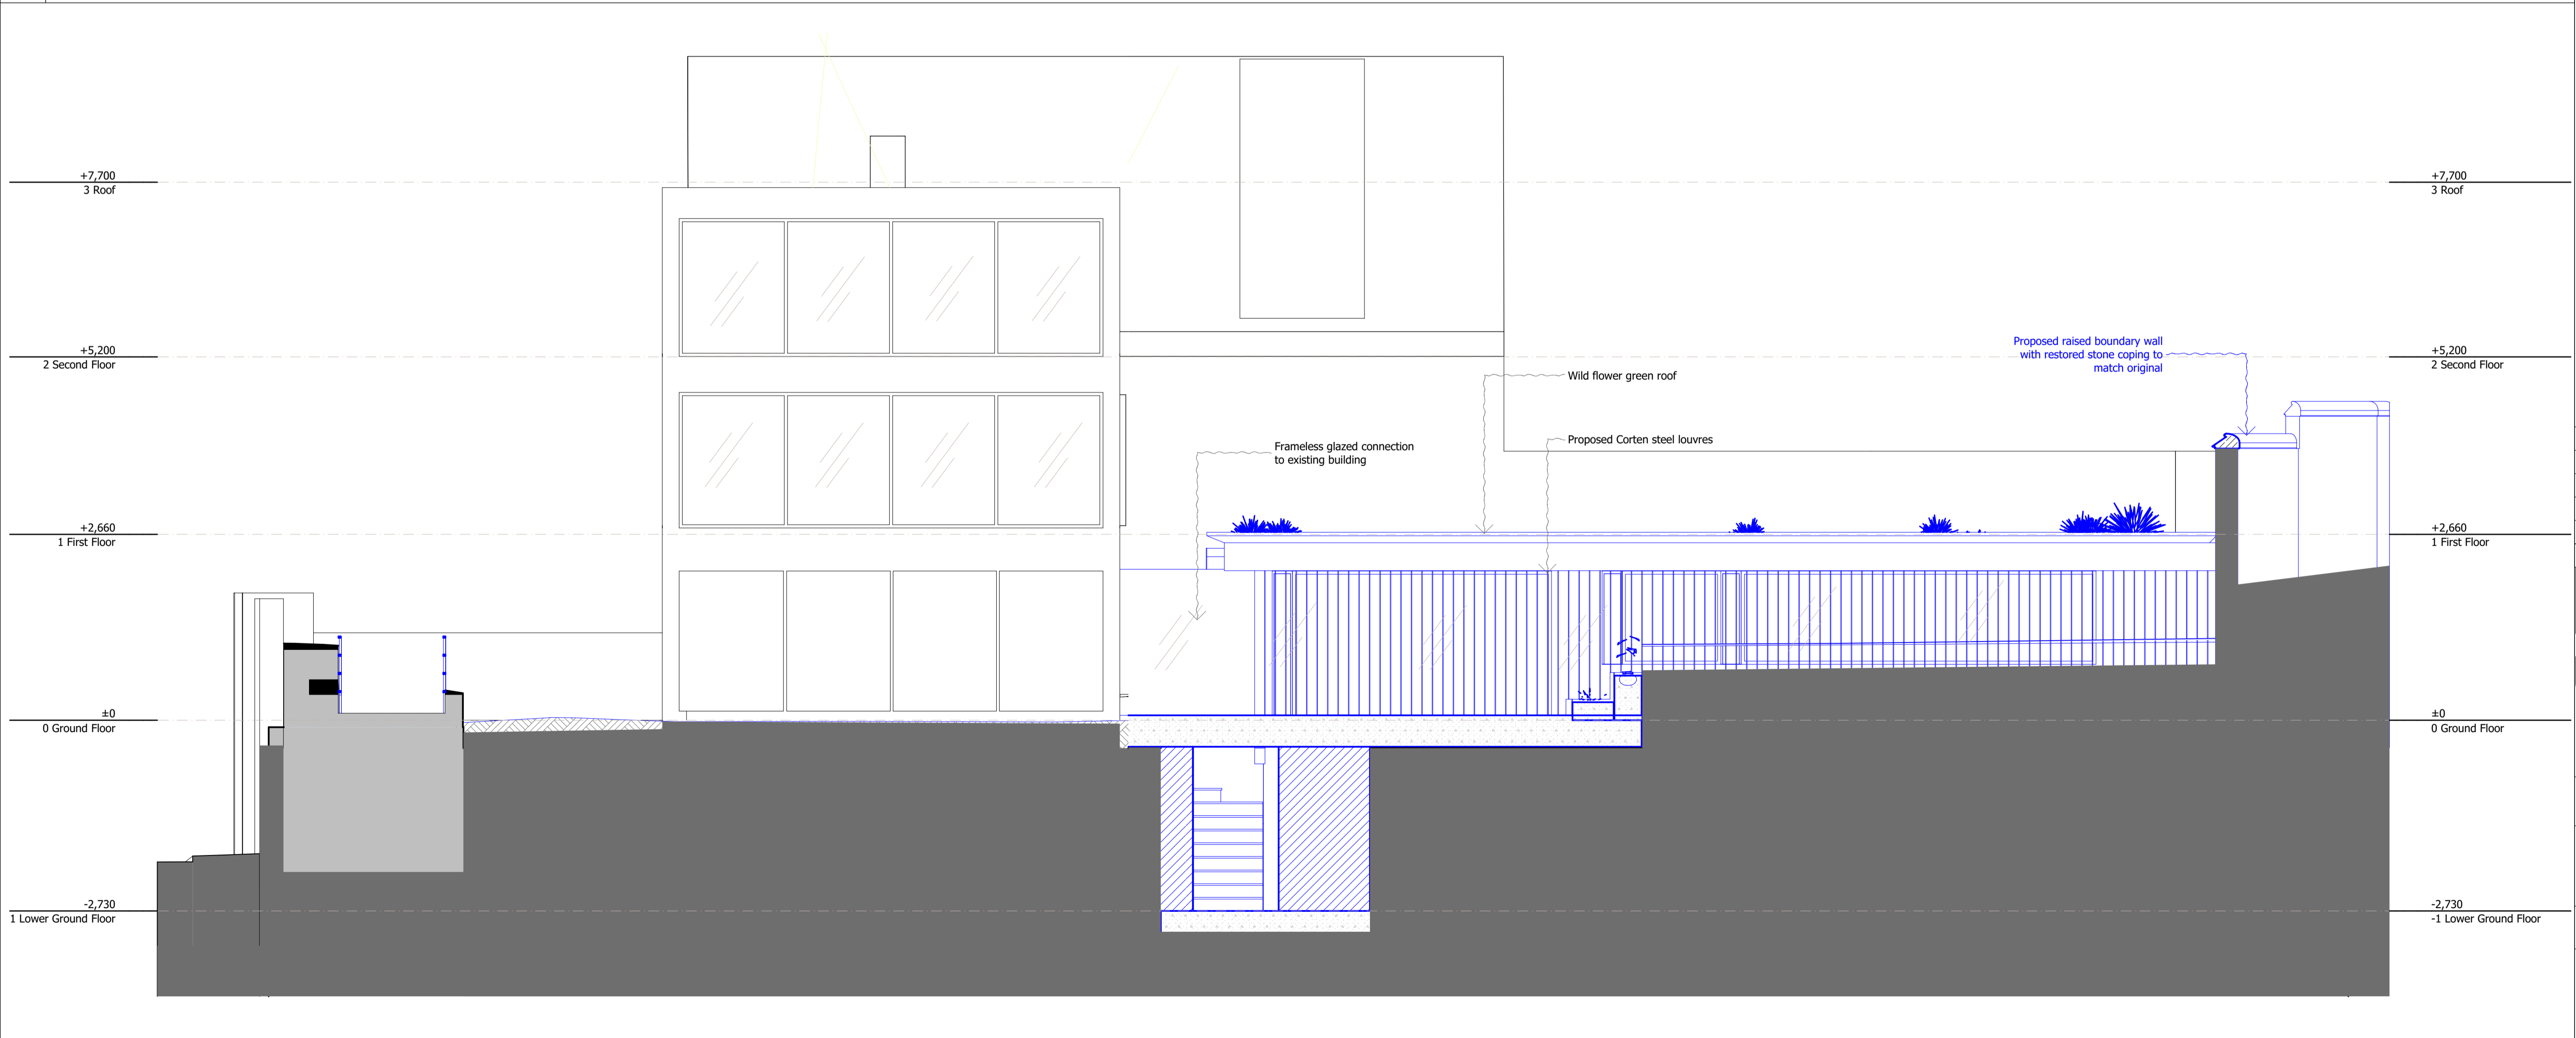 +7,700
3 Roof
+7,700
3 Roof
Proposed raised boundary wall
with restored stone coping to
match original
+5,200
2 Second Floor
+5,200
2 Second Floor
Wild flower green roof
Proposed Corten steel louvres
Frameless glazed connection
to existing building
+2,660
1 First Floor
+2,660
1 First Floor
±0
0 Ground Floor
±0
0 Ground Floor
-2,730
1 Lower Ground Floor
-2,730
-1 Lower Ground Floor